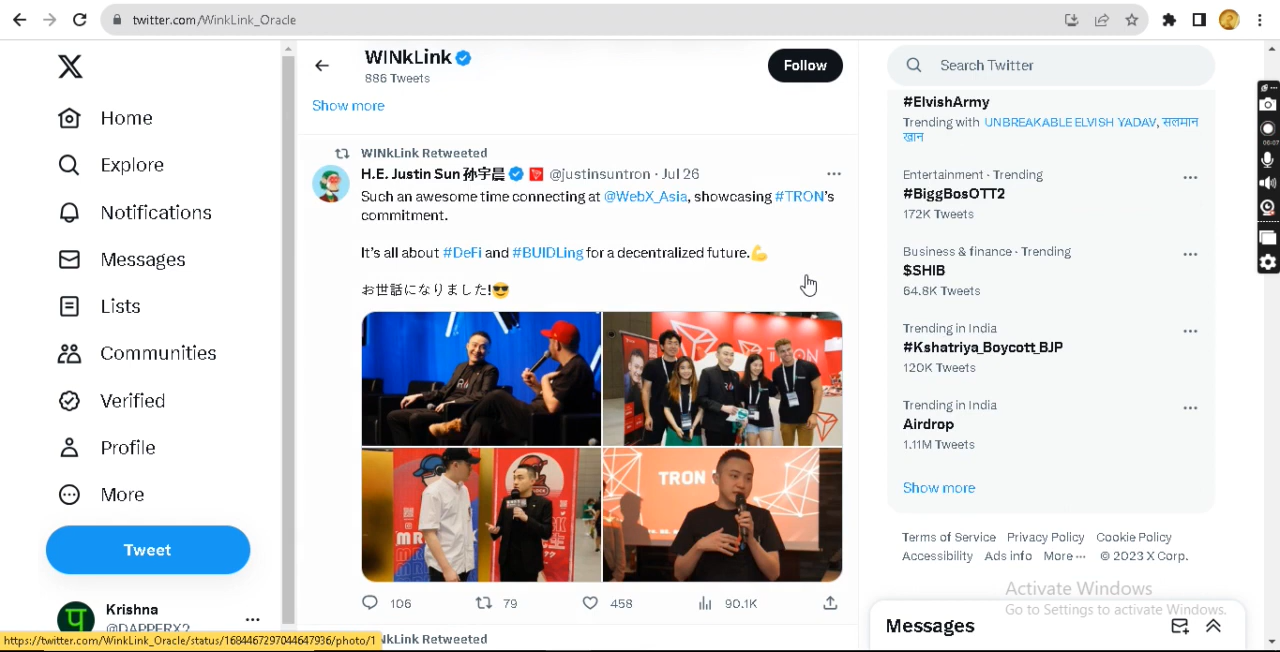 twitter.com/WinkLink_Oracle
WINkLink
886 Tweets
Follow
Search Twitter
Home
Explore
Notifications
Messages
Lists
Communities
Verified
Profile
More
Tweet
Krishna
@DAPPERX2
Show more
WINkLink Retweeted
H.E. Justin Sun 孙宇晨 @justinsuntron · Jul 26
Such an awesome time connecting at @WebX_Asia, showcasing #TRON's
commitment.
It's all about #DeFi and #BUIDLing for a decentralized future.💪
お世話になりました!😎
TRON
TRON
106
79
458
90.1K
kLink Retweeted
#ElvishArmy
Trending with UNBREAKABLE ELVISH YADAV, सलमान
खान
Entertainment · Trending
#BiggBosOTT2
172K Tweets
Business & finance · Trending
$SHIB
64.8K Tweets
Trending in India
#Kshatriya_Boycott_BJP
120K Tweets
Trending in India
Airdrop
1.11M Tweets
Show more
Terms of Service Privacy Policy Cookie Policy
Accessibility Ads info More ··· © 2023 X Corp.
Activate Windows
Go to Settings to activate Windows.
Messages
https://twitter.com/WinkLink_Oracle/status/1684467297044647936/photo/1